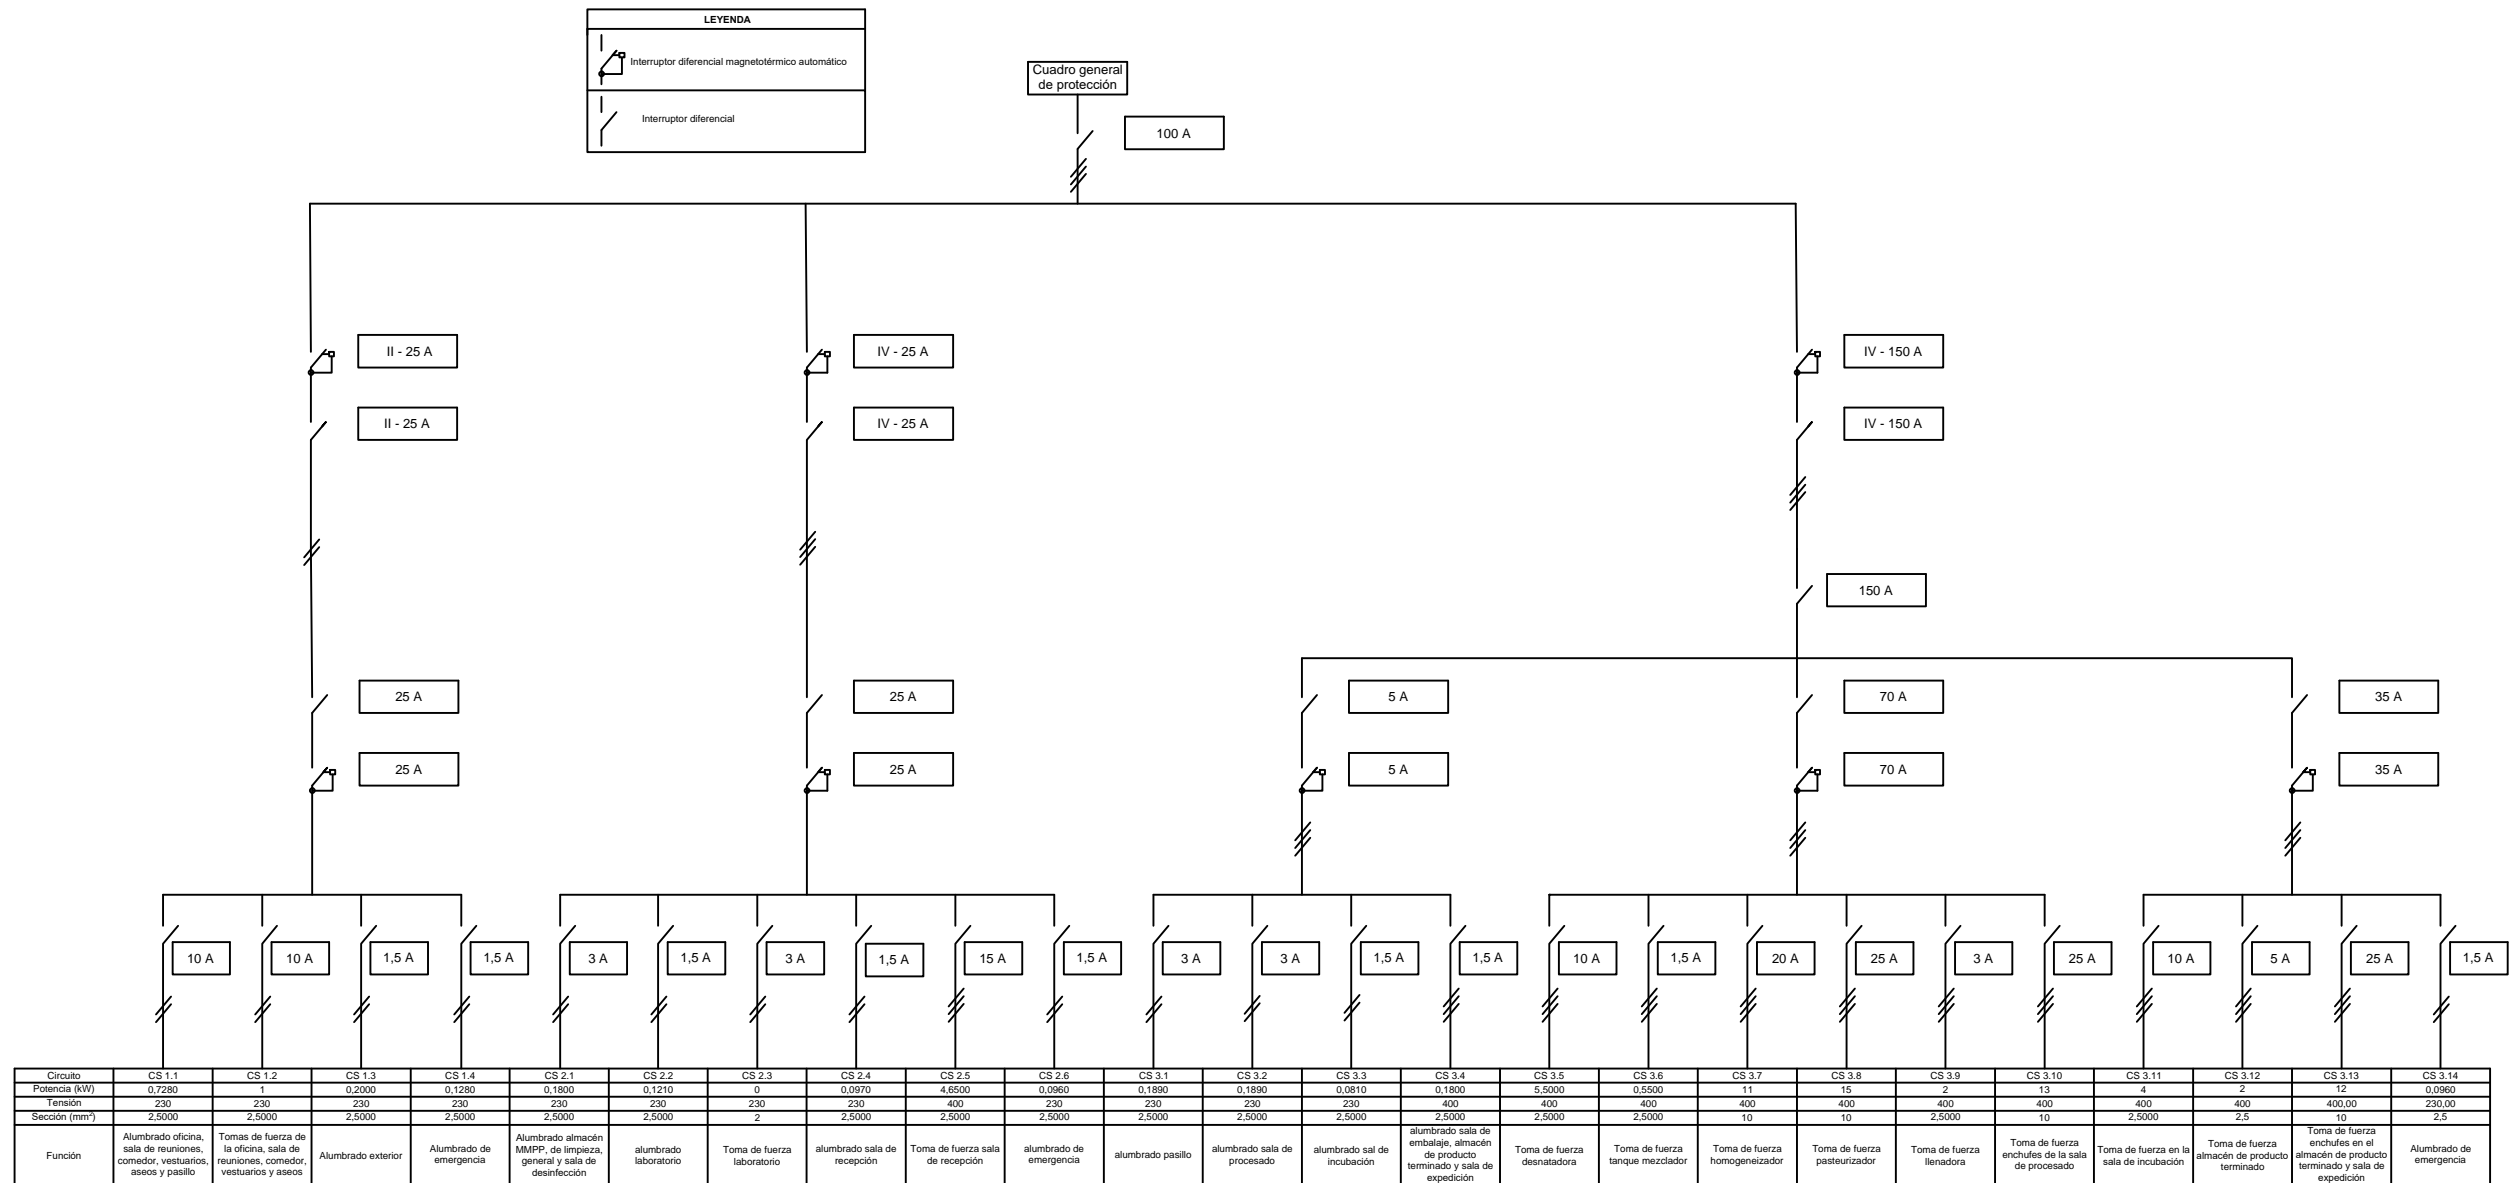 LEYENDA
Interruptor diferencial magnetotérmico automático
Interruptor diferencial
Cuadro general
de protección
100 A
II - 25 A
IV - 25 A
IV - 150 A
II - 25 A
IV - 25 A
IV - 150 A
150 A
25 A
25 A
5 A
70 A
35 A
25 A
25 A
5 A
70 A
35 A
10 A
10 A
1,5 A
1,5 A
3 A
1,5 A
3 A
1,5 A
15 A
1,5 A
3 A
3 A
1,5 A
1,5 A
10 A
1,5 A
20 A
25 A
3 A
25 A
10 A
5 A
25 A
1,5 A
Circuito CS 1.1 CS 1.2 CS 1.3 CS 1.4 CS 2.1 CS 2.2 CS 2.3 CS 2.4 CS 2.5 CS 2.6 CS 3.1 CS 3.2 CS 3.3 CS 3.4 CS 3.5 CS 3.6 CS 3.7 CS 3.8 CS 3.9 CS 3.10 CS 3.11 CS 3.12 CS 3.13 CS 3.14
Potencia (kW) 0,7280 1 0,2000 0,1280 0,1800 0,1210 0 0,0970 4,6500 0,0960 0,1890 0,1890 0,0810 0,1800 5,5000 0,5500 11 15 2 13 4 2 12 0,0960
Tensión 230 230 230 230 230 230 230 230 400 230 230 230 230 400 400 400 400 400 400 400 400 400 400,00 230,00
Sección (mm²) 2,5000 2,5000 2,5000 2,5000 2,5000 2,5000 2 2,5000 2,5000 2,5000 2,5000 2,5000 2,5000 2,5000 2,5000 2,5000 10 10 2,5000 10 2,5000 2,5 10 2,5
Función
Alumbrado oficina,
sala de reuniones,
comedor, vestuarios,
aseos y pasillo
Tomas de fuerza de
la oficina, sala de
reuniones, comedor,
vestuarios y aseos
Alumbrado exterior
Alumbrado de
emergencia
Alumbrado almacén
MMPP, de limpieza,
general y sala de
desinfección
alumbrado
laboratorio
Toma de fuerza
laboratorio
alumbrado sala de
recepción
Toma de fuerza sala
de recepción
alumbrado de
emergencia
alumbrado pasillo
alumbrado sala de
procesado
alumbrado sal de
incubación
alumbrado sala de
embalaje, almacén
de producto
terminado y sala de
expedición
Toma de fuerza
desnatadora
Toma de fuerza
tanque mezclador
Toma de fuerza
homogeneizador
Toma de fuerza
pasteurizador
Toma de fuerza
llenadora
Toma de fuerza
enchufes de la sala
de procesado
Toma de fuerza en la
sala de incubación
Toma de fuerza
almacén de producto
terminado
Toma de fuerza
enchufes en el
almacén de producto
terminado y sala de
expedición
Alumbrado de
emergencia